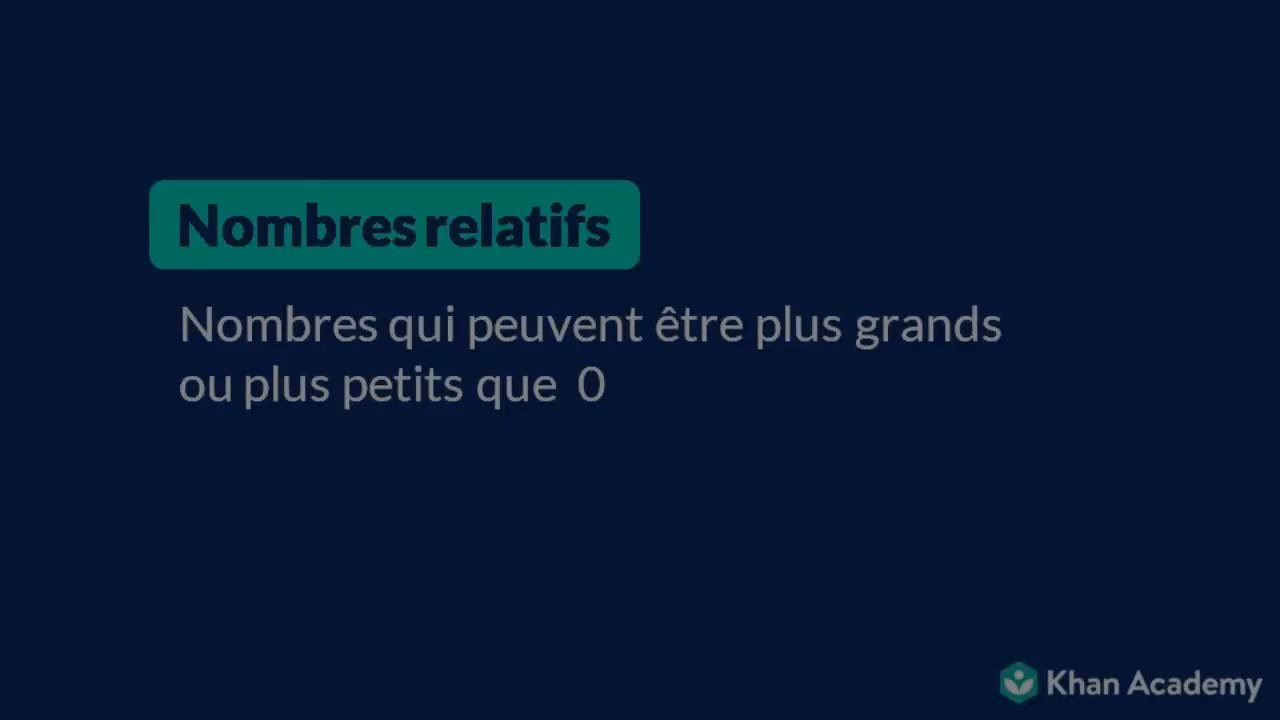 Nombres relatifs
Nombres qui peuvent être plus grands
ou plus petits que 0
Khan Academy